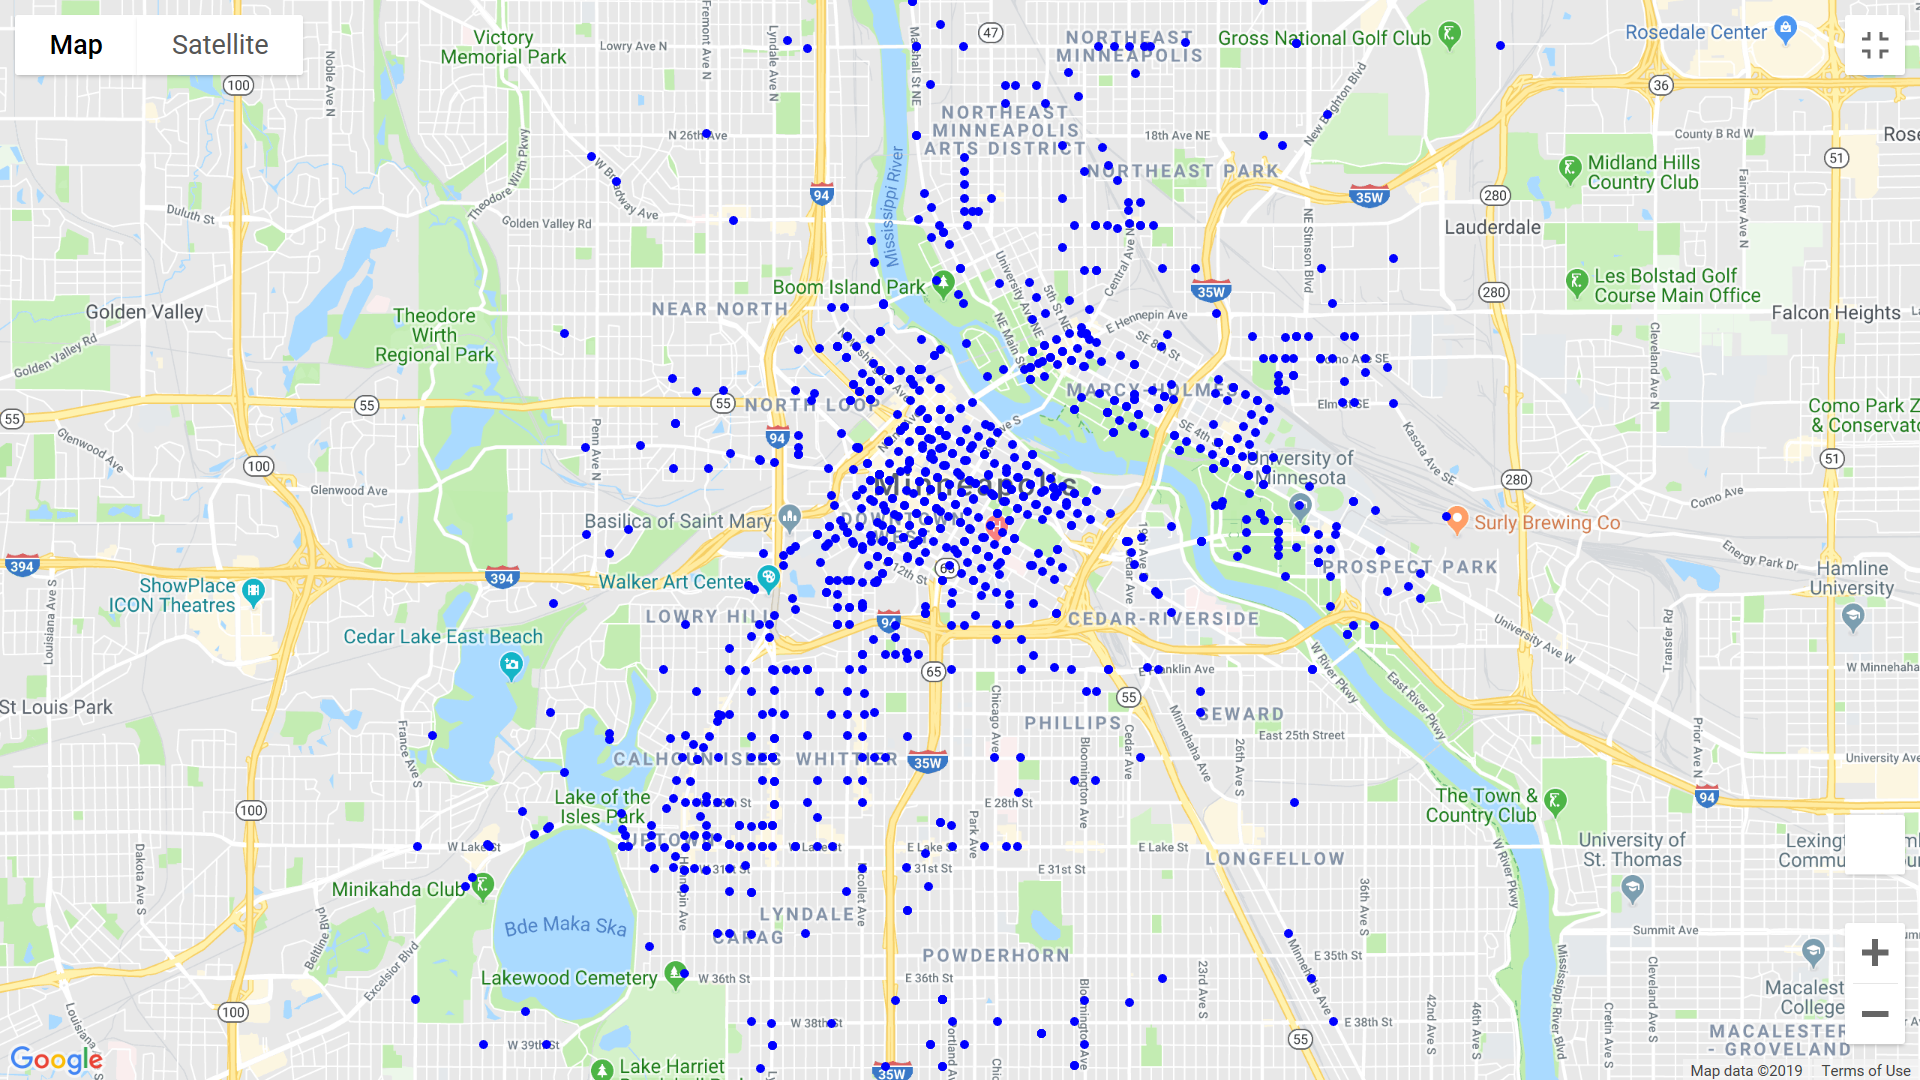 Map
Satellite
Victory
Memorial Park
Lowry Ave N
Noble Ave N
Fremont Ave N
Lyndale Ave N
47
NORTHEAST
MINNEAPOLIS
Gross National Golf Club
Rosedale Center
100
36
NORTHEAST
MINNEAPOLIS
ARTS DISTRICT
18th Ave NE
New Brighton Blvd
County B Rd W
N 26th Ave
Midland Hills
Country Club
51
NORTHEAST PARK
94
35W
280
Theodore Wirth Pkwy
W Broadway Ave
Duluth St
Golden Valley Rd
Mississippi River
Lauderdale
Fairview Ave N
NE Stinson Blvd
Central Ave NE
University Ave NE
5th St NE
Boom Island Park
Les Bolstad Golf
Course Main Office
35W
280
Golden Valley
NEAR NORTH
Falcon Heights
Theodore
Wirth
Regional Park
E Hennepin Ave
SE 8th St
NE Main St
Cleveland Ave N
Golden Valley Rd
55
55
55
NORTH LOOP
MARCY-HOLMES
Elm St SE
Como Park Z
& Conservato
Glenwood Ave
100
Penn Ave N
94
SE 4th
Kasota Ave SE
University of
Minnesota
51
280
Glenwood Ave
Minneapolis
Como Ave
Basilica of Saint Mary
DOWNTOWN
WEST
Surly Brewing Co
Energy Park Dr
394
394
Walker Art Center
12th St
PROSPECT PARK
Hamline
University
ShowPlace
ICON Theatres
Louisiana Ave S
LOWRY HILL
94
CEDAR-RIVERSIDE
University Ave W
Transfer Rd
Cedar Lake East Beach
65
E Franklin Ave
W River Pkwy
East River Pkwy
W Minnehaha
St Louis Park
France Ave S
Chicago Ave
55
PHILLIPS
SEWARD
Minnehaha Ave
East 25th Street
26th Ave S
Cedar Ave
Bloomington Ave
Prior Ave N
CALHOUN ISLES
WHITTIER
35W
University Ave
100
Lake of the
Isles Park
E 28th St
The Town &
Country Club
94
UPTOWN
W Lake St
E Lake St
Park Ave
LONGFELLOW
University of
St. Thomas
Lexing
Commu
Dakota Ave S
W 31st St
E 31st St
E 31st St
Minikahda Club
Hennepin Ave
Nicollet Ave
36th Ave S
W River Pkwy
Bde Maka Ska
LYNDALE
CARAG
Beltline Blvd
Excelsior Blvd
Summit Ave
POWDERHORN
E 35th St
Lakewood Cemetery
W 36th St
E 36th St
23rd Ave S
Minnehaha Ave
Macalest
College
100
Louisiana
W 38th St
E 38th St
42nd Ave S
46th Ave S
Mississippi River Blvd
Cleveland Ave S
Cretin Ave S
MACALESTER
- GROVELAND
W 39th St
Bloomington Ave
55
Lake Harriet
35W
Google
Map data ©2019
Terms of Use